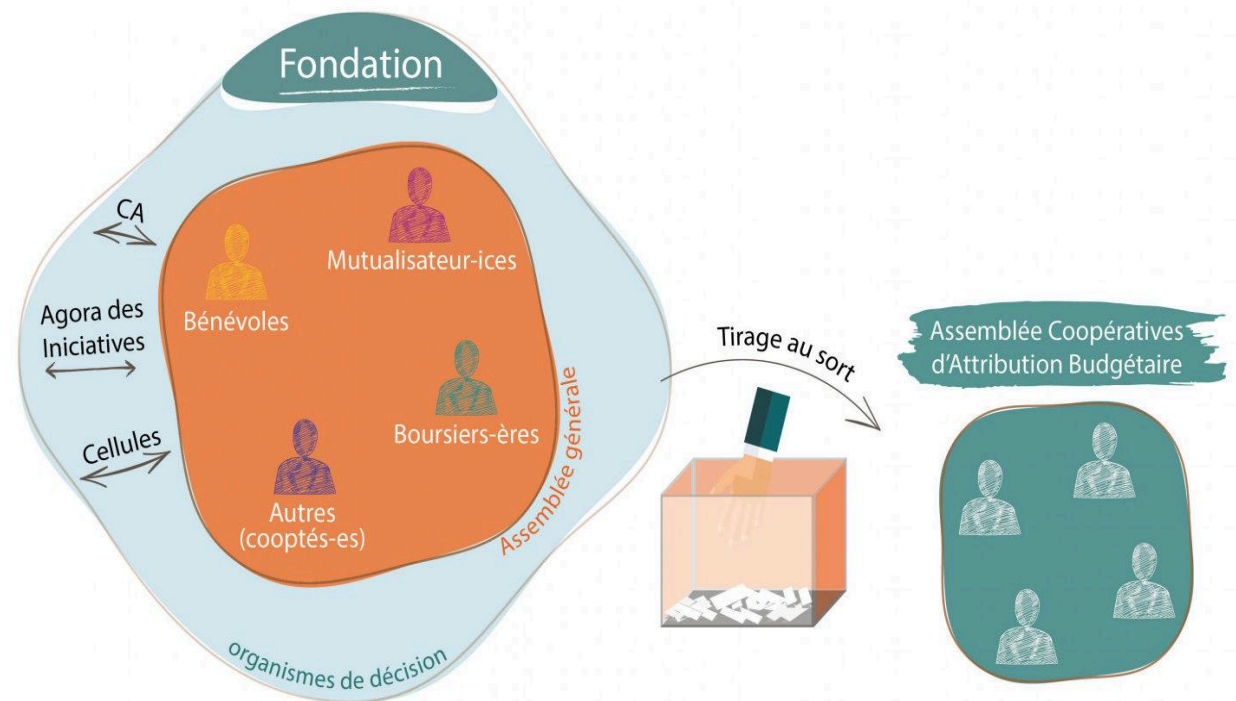 Fondation
CA
Agora des
Initiatives
Cellules
Mutualisateur-ices
Bénévoles
Boursiers-ères
Autres
(cooptés-es)
Assemblée générale
organismes de décision
Tirage au sort
Assemblée Coopératives
d'Attribution Budgétaire